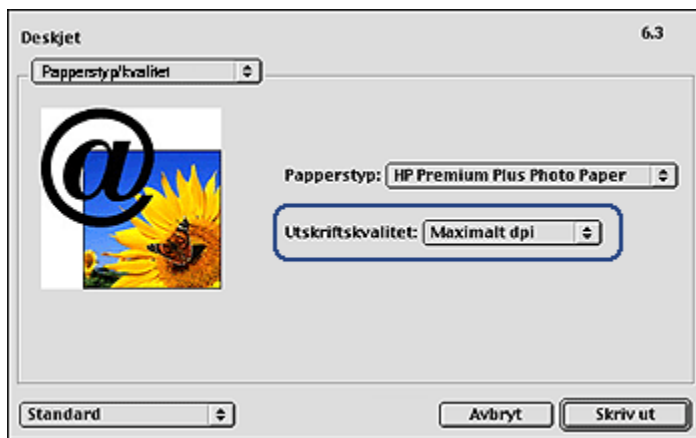 Deskjet 6.3
Papperstyp/kvalitet
@
Papperstyp: HP Premium Plus Photo Paper
Utskriftskvalitet: Maximalt dpi
Standard Avbryt Skriv ut